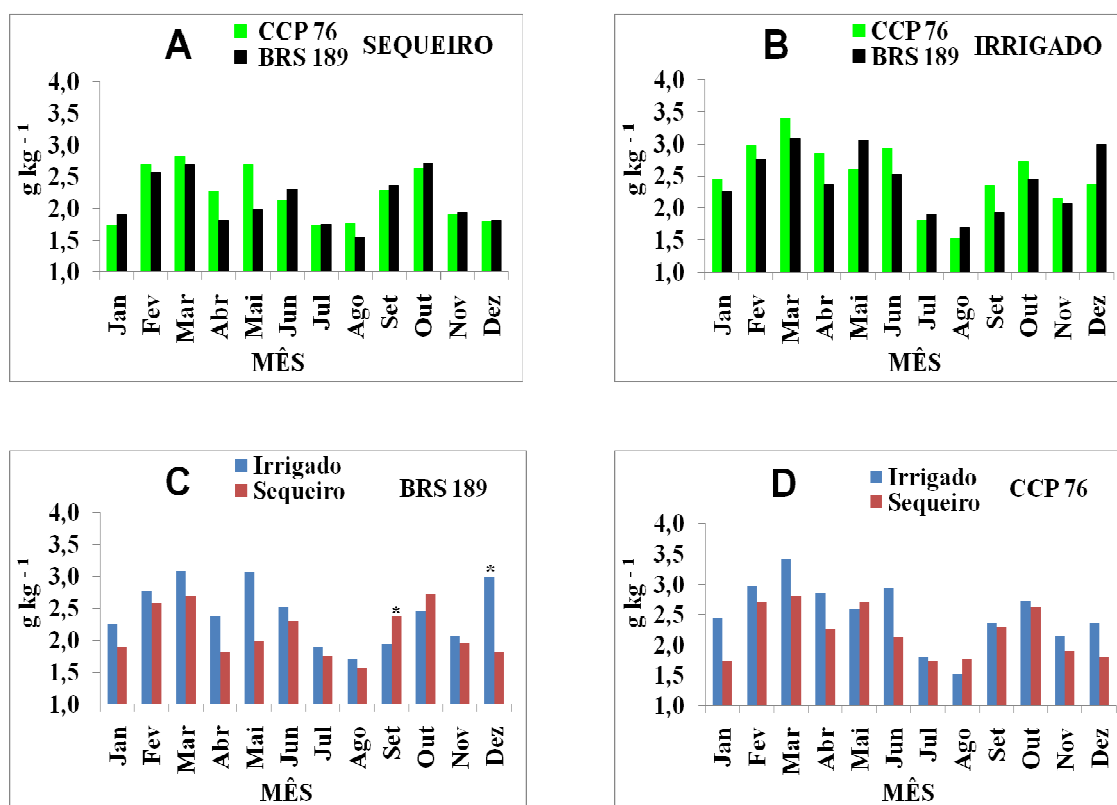 A
CCP 76
BRS 189
SEQUEIRO
g kg - 1
4,0
3,5
3,0
2,5
2,0
1,5
1,0
Jan Fev Mar Abr Mai Jun Jul Ago Set Out Nov Dez
MÊS
B
CCP 76
BRS 189
IRRIGADO
g kg - 1
4,0
3,5
3,0
2,5
2,0
1,5
1,0
Jan Fev Mar Abr Mai Jun Jul Ago Set Out Nov Dez
MÊS
C
Irrigado
Sequeiro
BRS 189
g kg - 1
4,0
3,5
3,0
2,5
2,0
1,5
1,0
* *
Jan Fev Mar Abr Mai Jun Jul Ago Set Out Nov Dez
MÊS
D
Irrigado
Sequeiro
CCP 76
g kg - 1
4,0
3,5
3,0
2,5
2,0
1,5
1,0
Jan Fev Mar Abr Mai Jun Jul Ago Set Out Nov Dez
MÊS